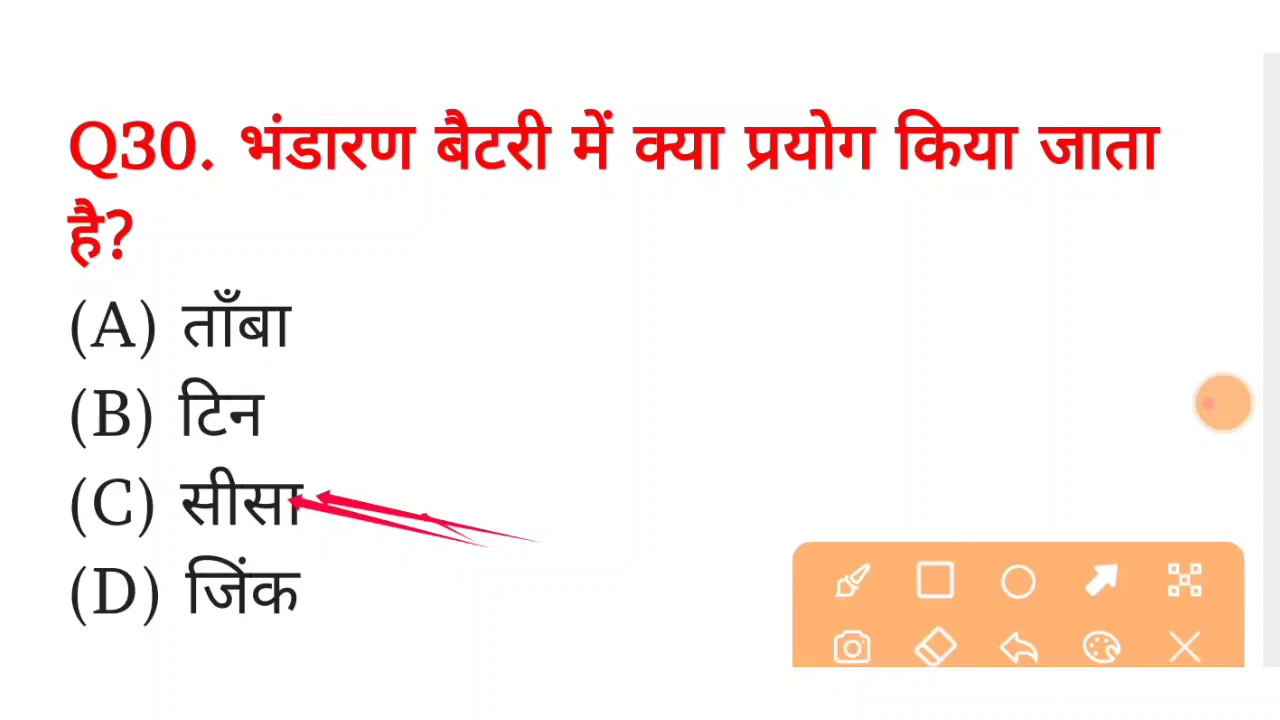 Q30. भंडारण बैटरी में क्या प्रयोग किया जाता
है?
(A) ताँबा
(B) टिन
(C) सीसा
(D) जिंक